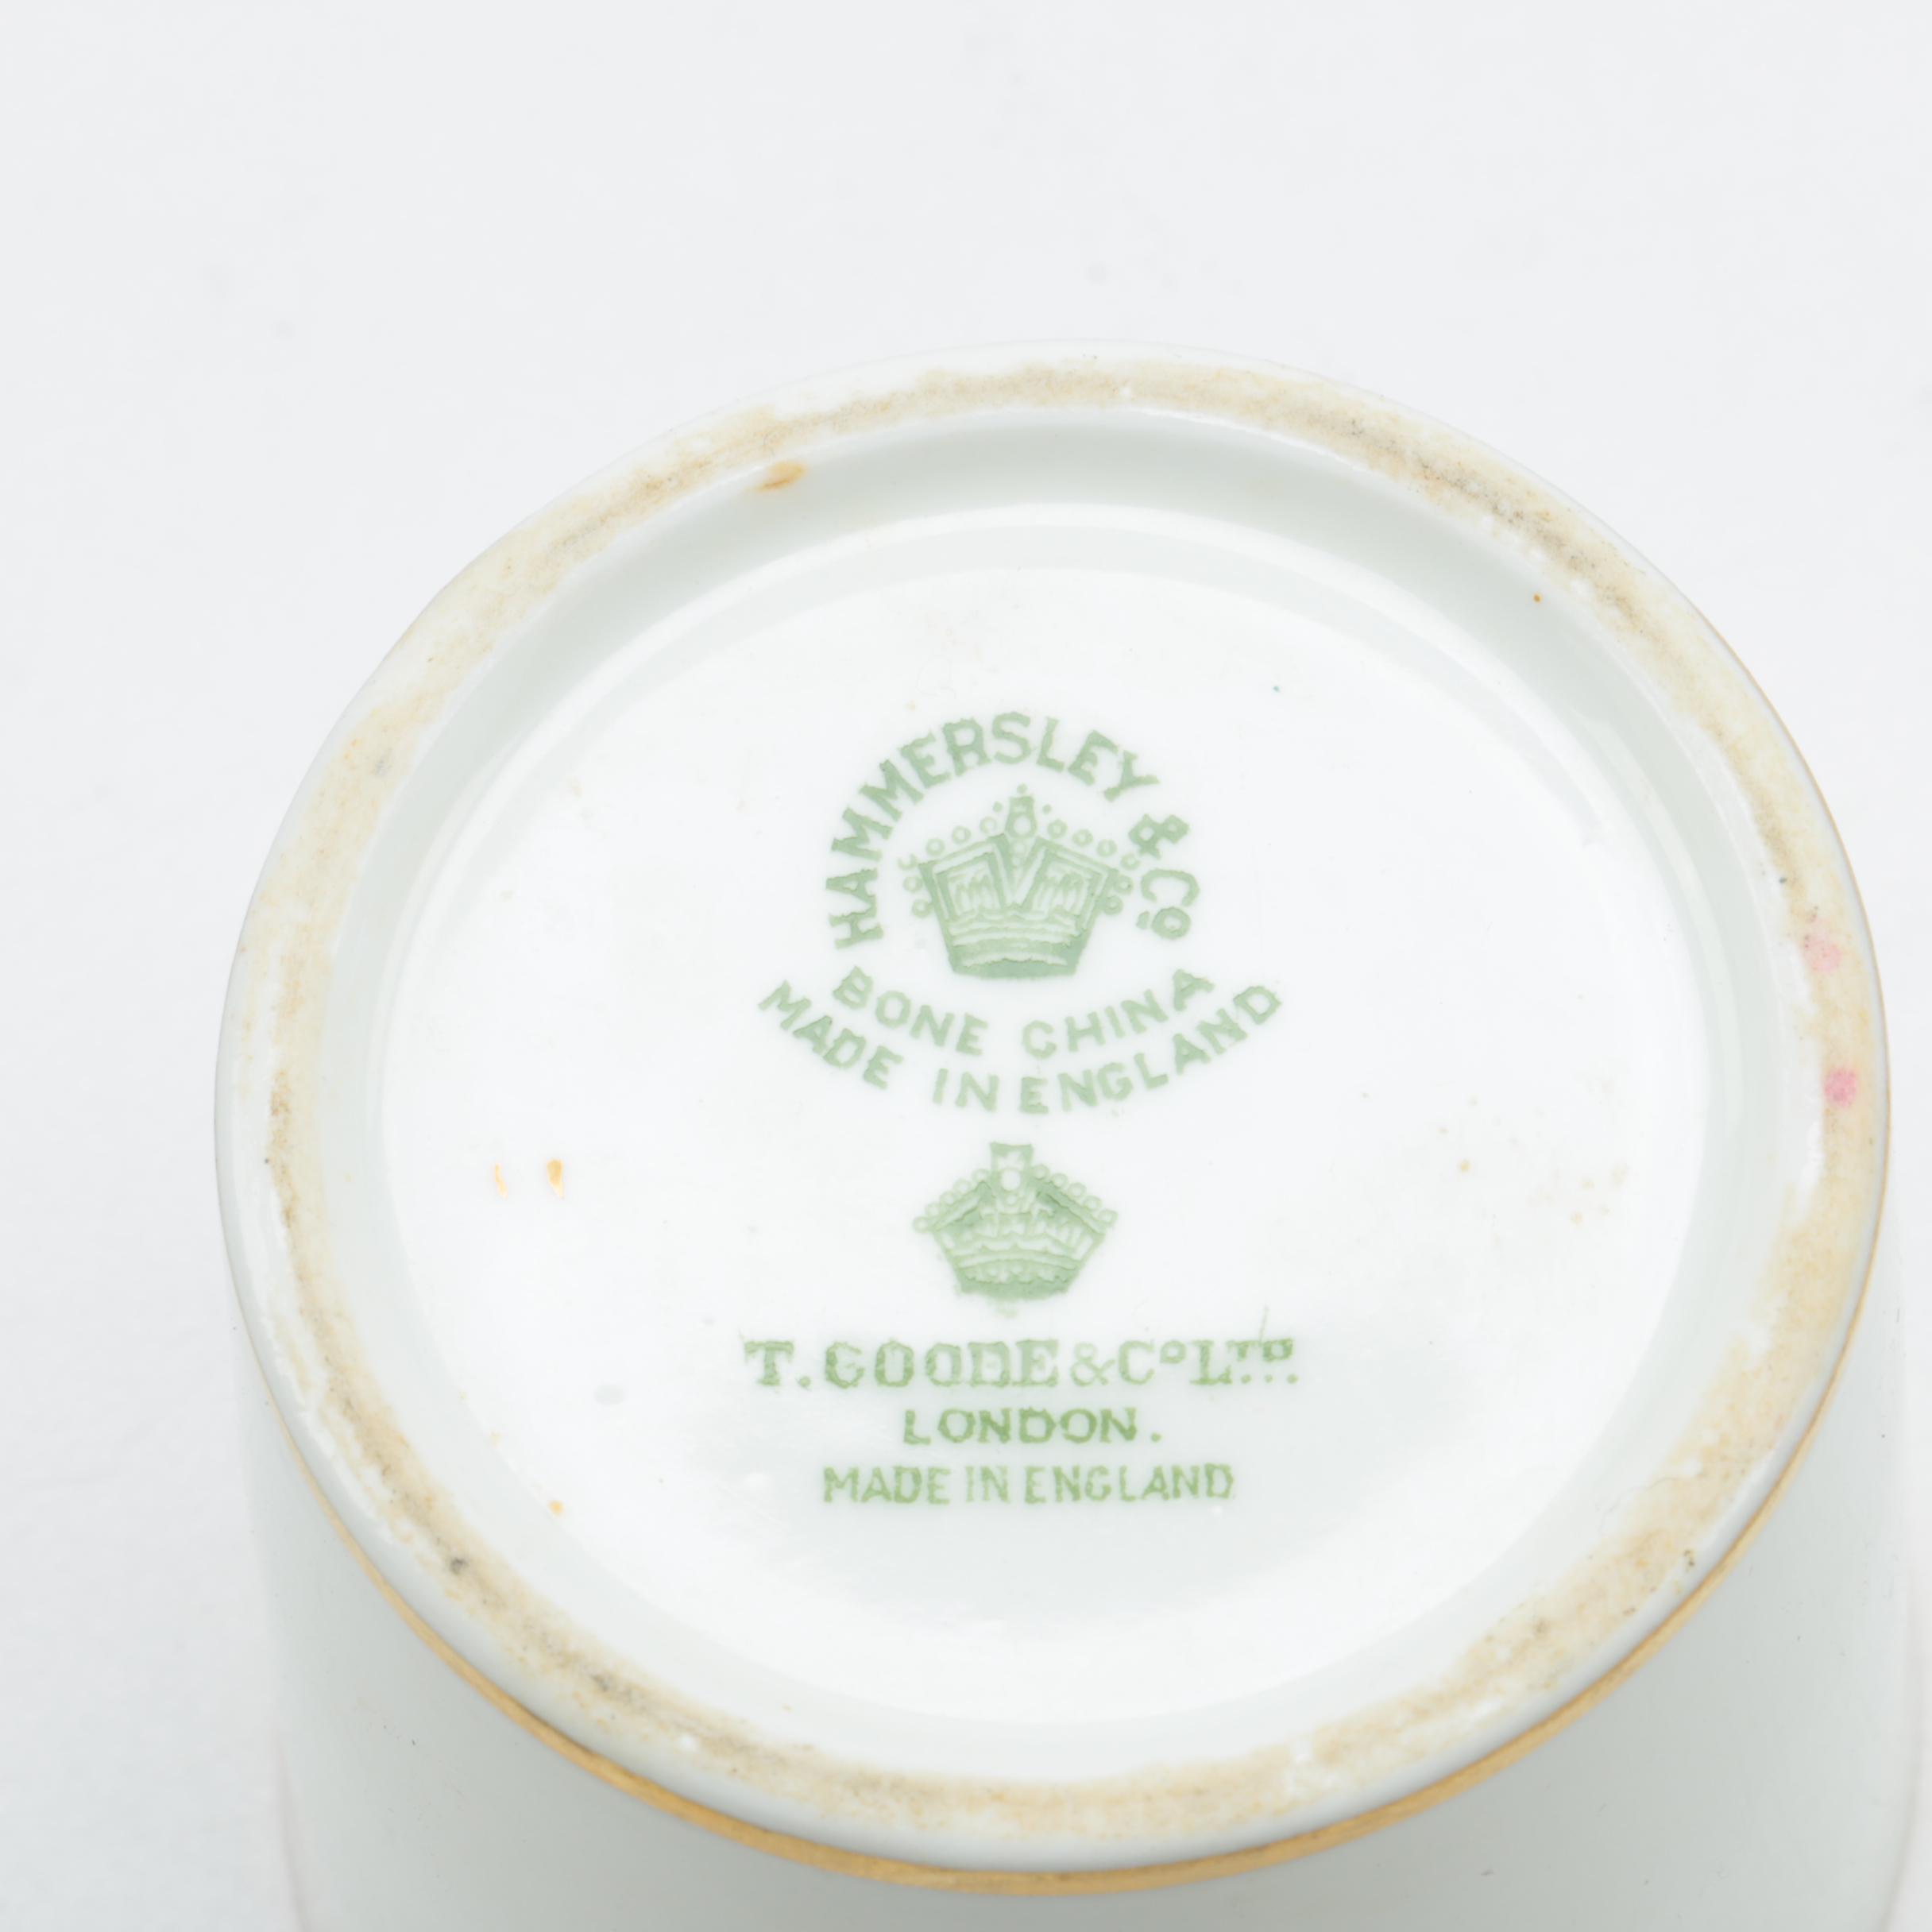 HAMMERSLEY & Co
BONE CHINA
MADE IN ENGLAND
T. GOODE & Co LTD.
LONDON.
MADE IN ENGLAND